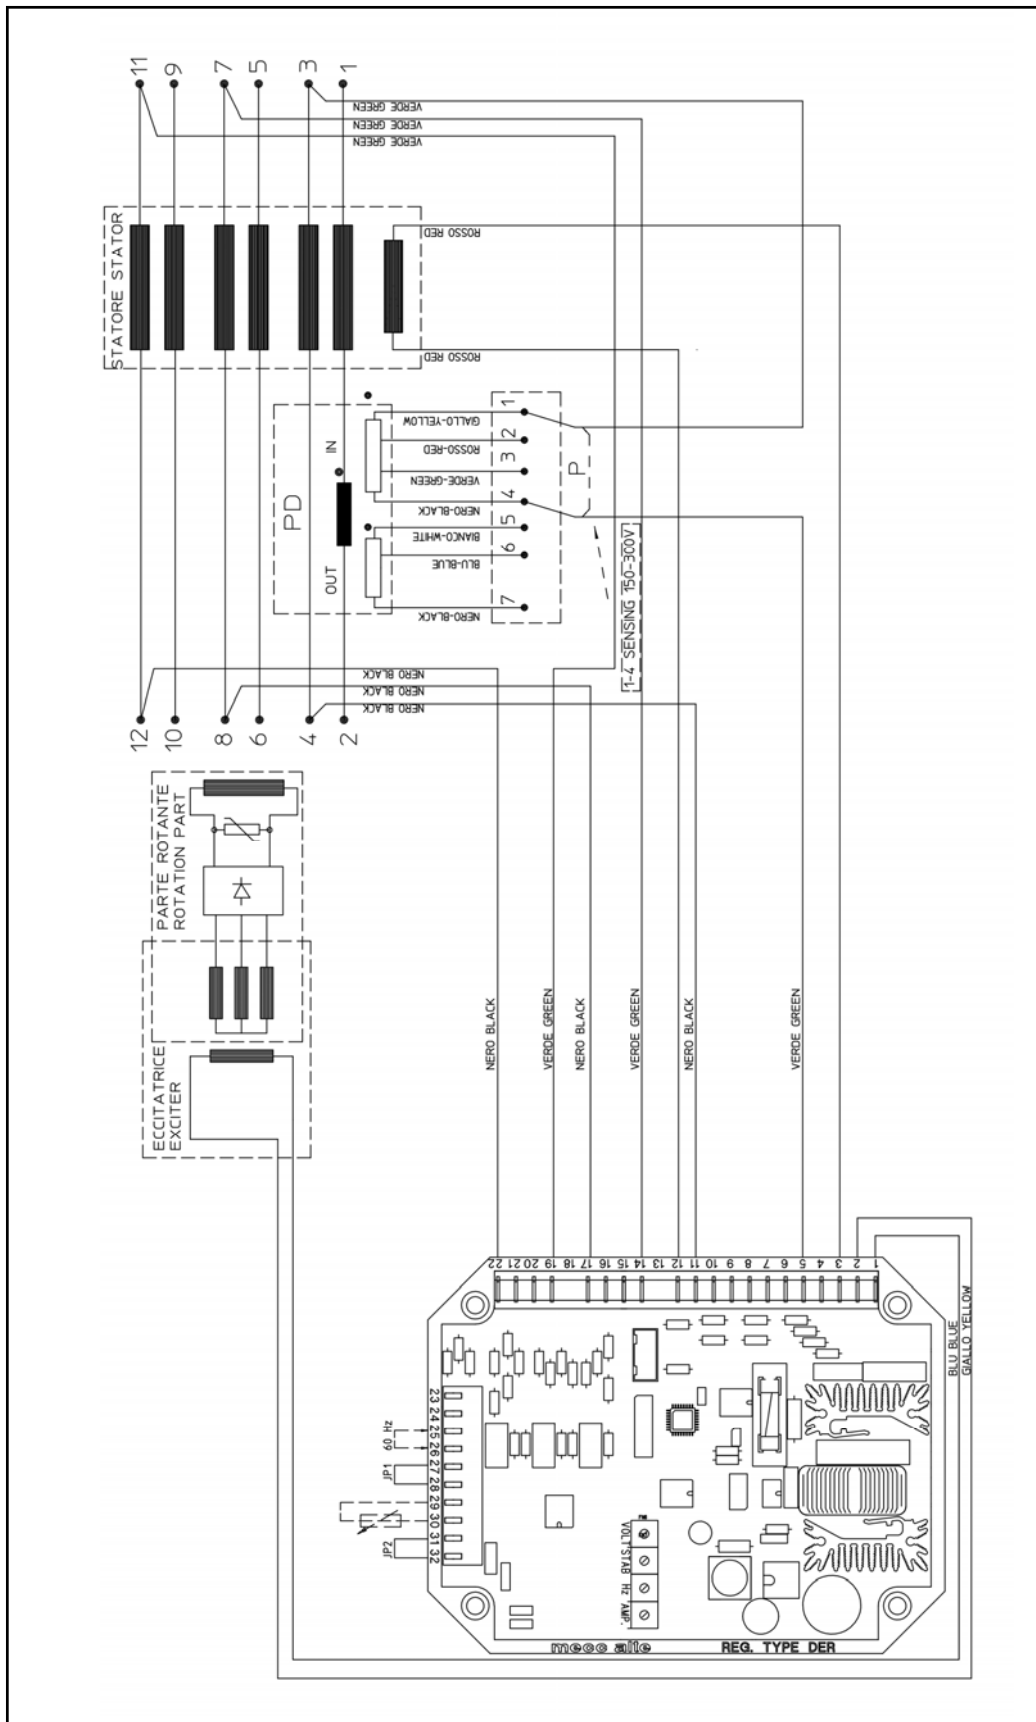 11
9
7
5
3
1
VERDE GREEN
VERDE GREEN
VERDE GREEN
STATORE STATOR
ROSSO RED
ROSSO RED
PD
IN
OUT
GIALLO-YELLOW
ROSSO-RED
VERDE-GREEN
NERO-BLACK
BIANCO-WHITE
BLU-BLUE
NERO-BLACK
1
2
3
4
5
6
7
P
1-4 SENSING 150-300V
NERO BLACK
NERO BLACK
NERO BLACK
12
10
8
6
4
2
PARTE ROTANTE
ROTATION PART
ECCITATRICE
EXCITER
NERO BLACK
VERDE GREEN
NERO BLACK
VERDE GREEN
NERO BLACK
VERDE GREEN
22
21
20
19
18
17
16
15
14
13
12
11
10
9
8
7
6
5
4
3
2
1
BLU BLUE
GIALLO YELLOW
23
24
25
26
27
28
29
30
31
32
60 Hz
JP1
JP2
VOLT
STAB
Hz
AMP.
mecc alte
REG. TYPE DER